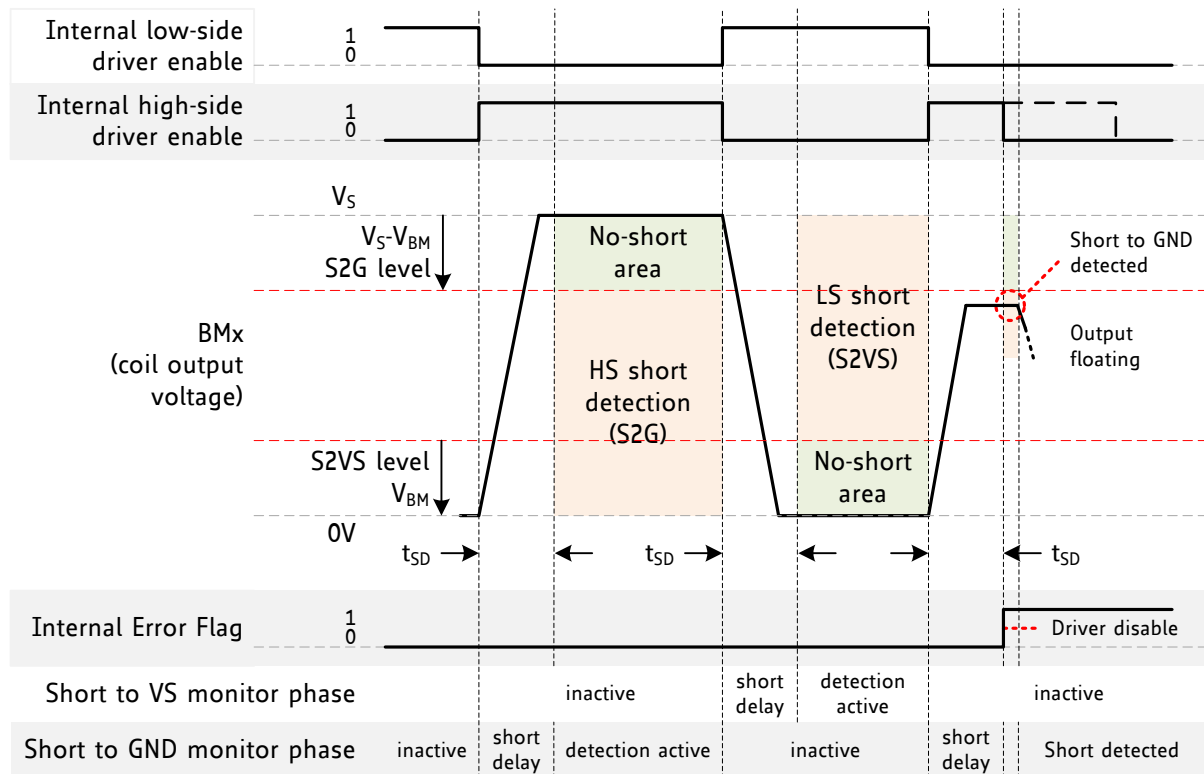 Internal low-side
driver enable
1
0
Internal high-side
driver enable
1
0
VS
VS-VBM
S2G level
No-short
area
Short to GND
detected
BMx
(coil output
voltage)
HS short
detection
(S2G)
LS short
detection
(S2VS)
Output
floating
S2VS level
VBM
No-short
area
0V
tSD
tSD
tSD
Internal Error Flag
1
0
Driver disable
Short to VS monitor phase
inactive
short
delay
detection
active
inactive
Short to GND monitor phase
inactive
short
delay
detection active
inactive
short
delay
Short detected